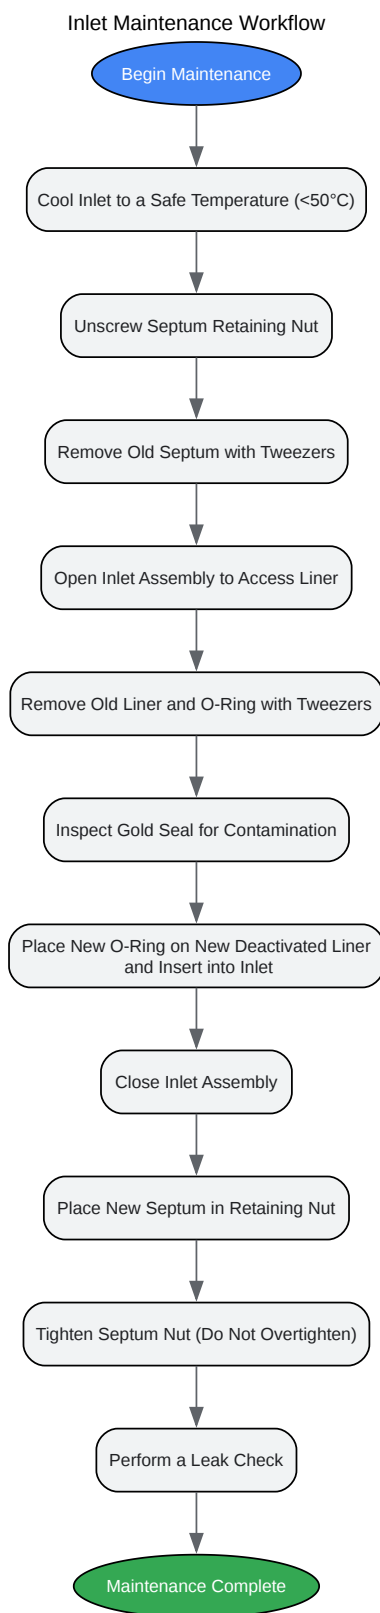 Inlet Maintenance Workflow
Begin Maintenance
Cool Inlet to a Safe Temperature (<50°C)
Unscrew Septum Retaining Nut
Remove Old Septum with Tweezers
Open Inlet Assembly to Access Liner
Remove Old Liner and O-Ring with Tweezers
Inspect Gold Seal for Contamination
Place New O-Ring on New Deactivated Liner
and Insert into Inlet
Close Inlet Assembly
Place New Septum in Retaining Nut
Tighten Septum Nut (Do Not Overtighten)
Perform a Leak Check
Maintenance Complete